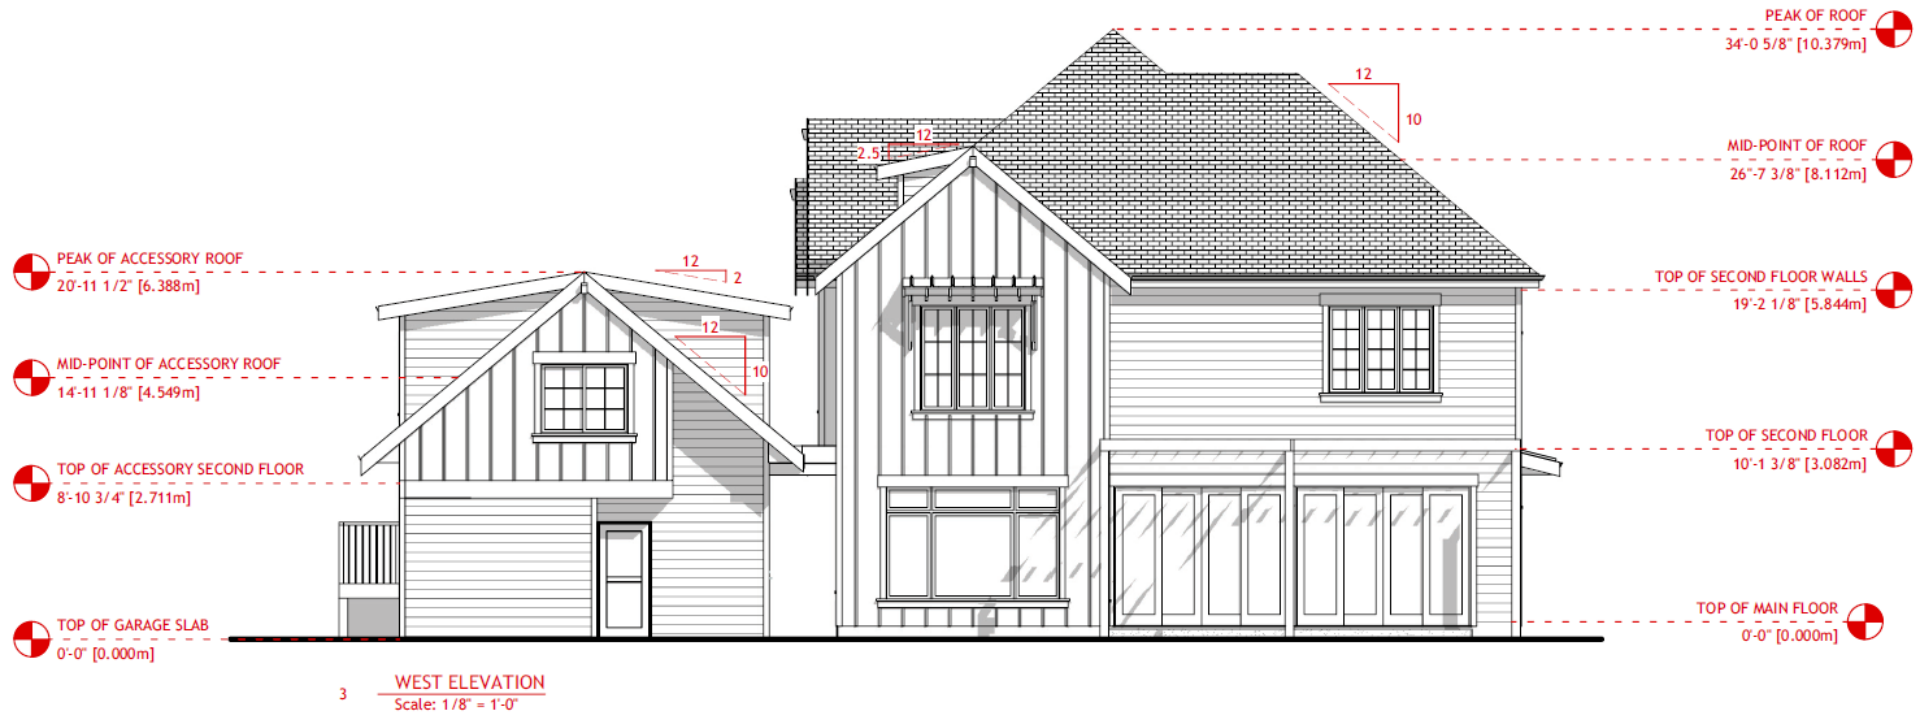 PEAK OF ROOF
34'-0 5/8" [10.379m]
12
10
MID-POINT OF ROOF
26"-7 3/8" [8.112m]
12
2.5
PEAK OF ACCESSORY ROOF
20'-11 1/2" [6.388m]
12
2
TOP OF SECOND FLOOR WALLS
19'-2 1/8" [5.844m]
12
10
MID-POINT OF ACCESSORY ROOF
14'-11 1/8" [4.549m]
TOP OF SECOND FLOOR
10'-1 3/8" [3.082m]
TOP OF ACCESSORY SECOND FLOOR
8'-10 3/4" [2.711m]
TOP OF MAIN FLOOR
0'-0" [0.000m]
TOP OF GARAGE SLAB
0'-0" [0.000m]
3 WEST ELEVATION
Scale: 1/8" = 1'-0"